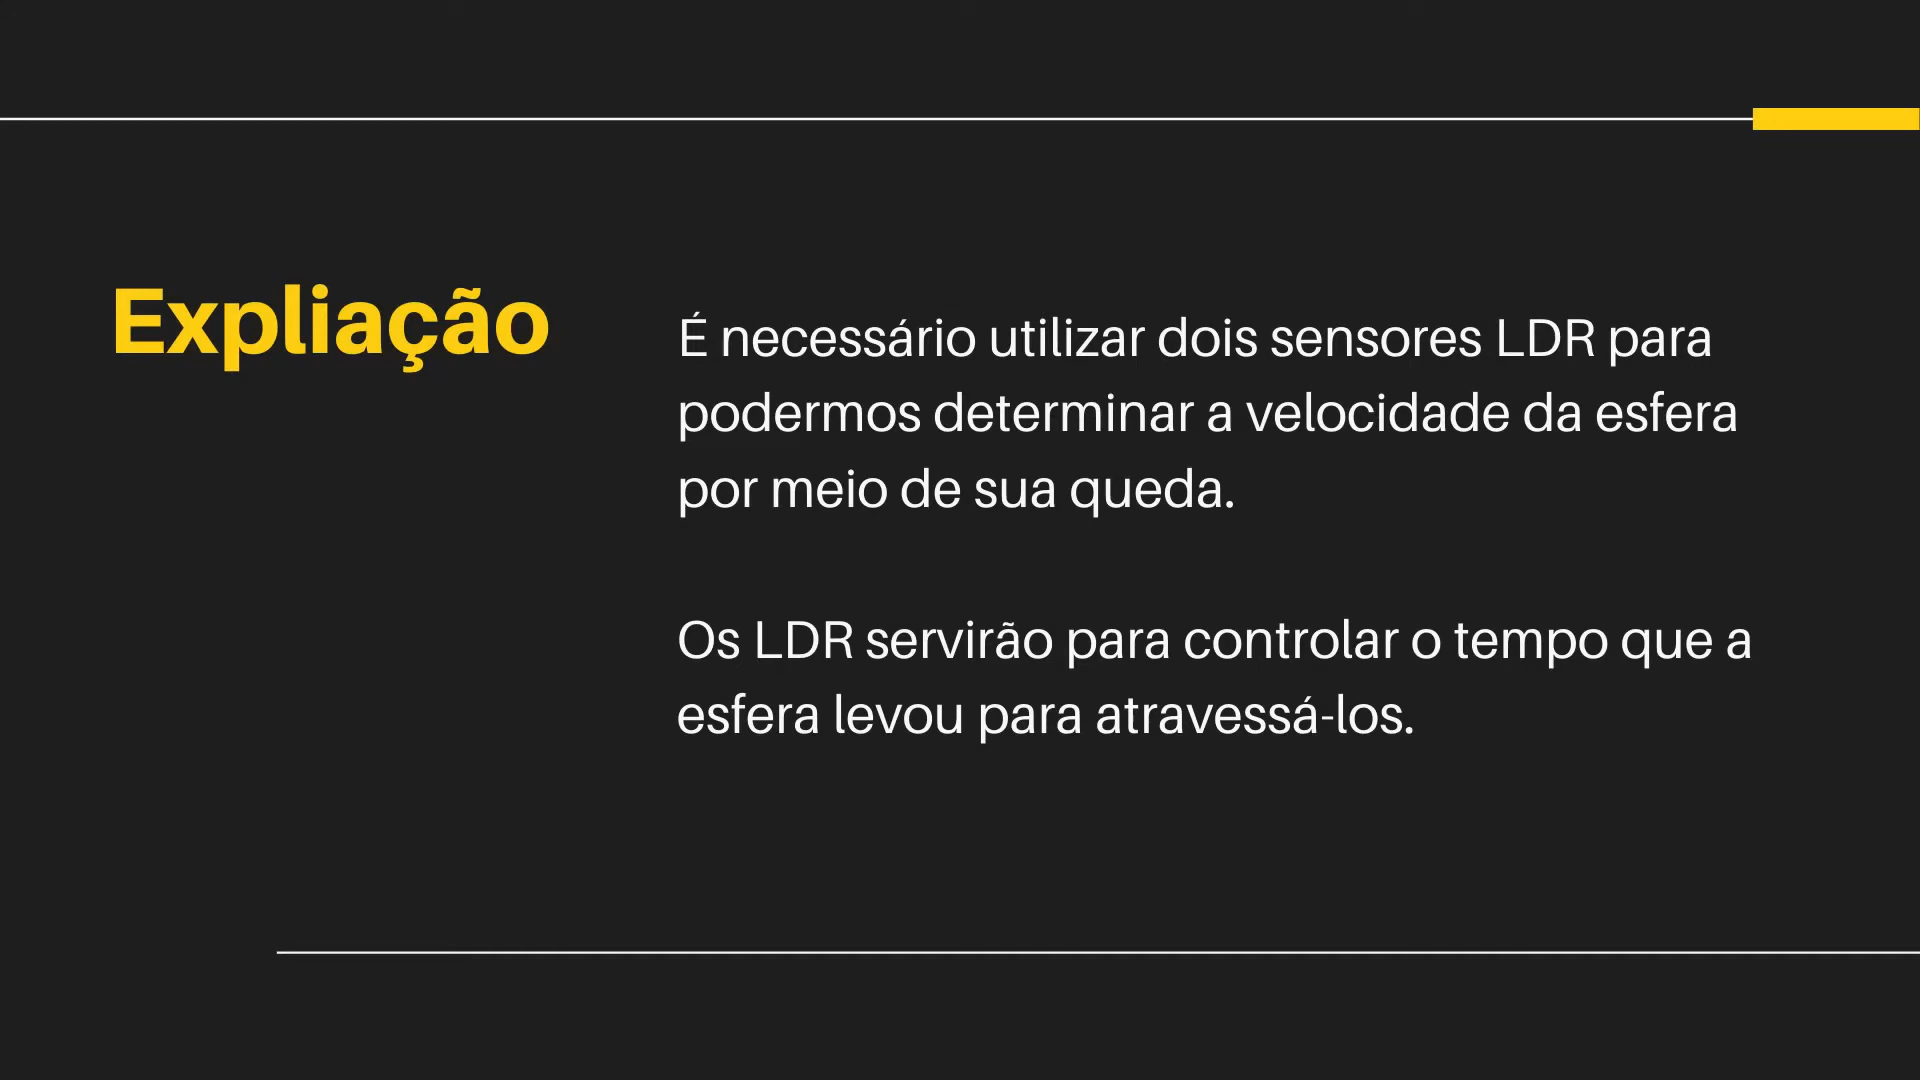 Expliação
É necessário utilizar dois sensores LDR para
podermos determinar a velocidade da esfera
por meio de sua queda.
Os LDR servirão para controlar o tempo que a
esfera levou para atravessá-los.